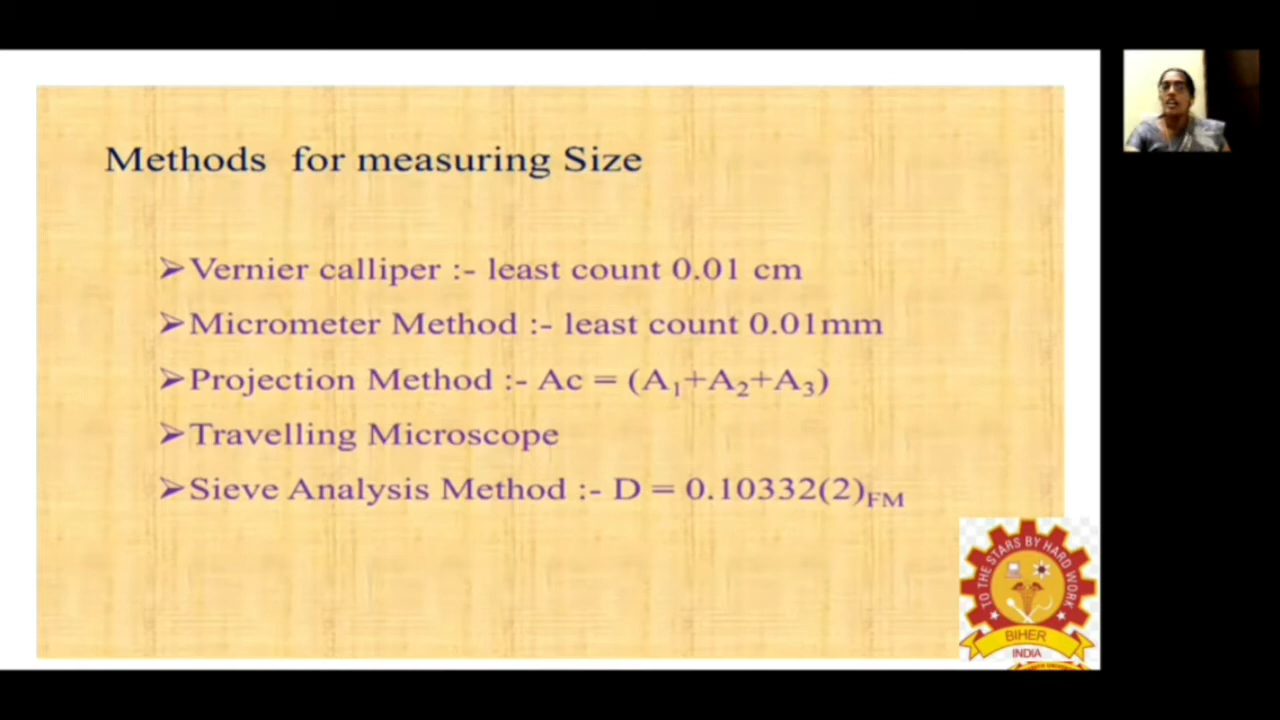 Methods for measuring Size
➢Vernier calliper :- least count 0.01 cm
➢Micrometer Method :- least count 0.01mm
➢Projection Method :- Ac = (A₁+A₂+A₃)
➢Travelling Microscope
➢Sieve Analysis Method :- D = 0.10332(2)FM
TO THE STARS BY HARD WORK
BIHER
INDIA